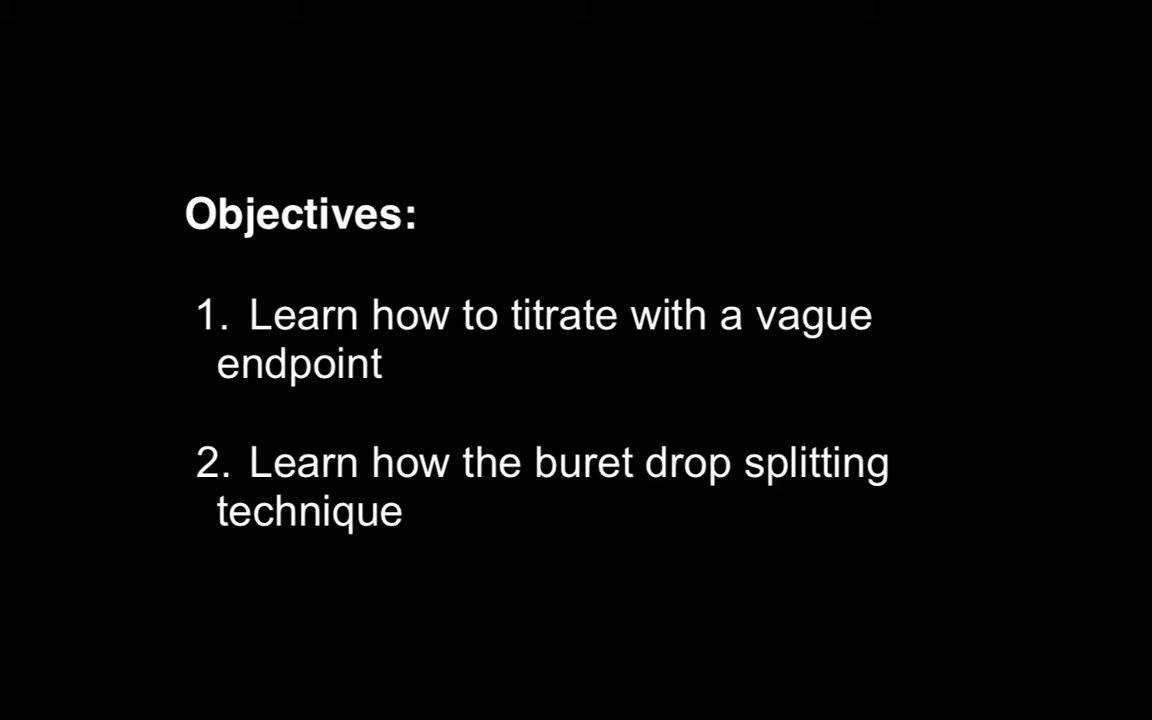 Objectives:
1. Learn how to titrate with a vague
endpoint
2. Learn how the buret drop splitting
technique